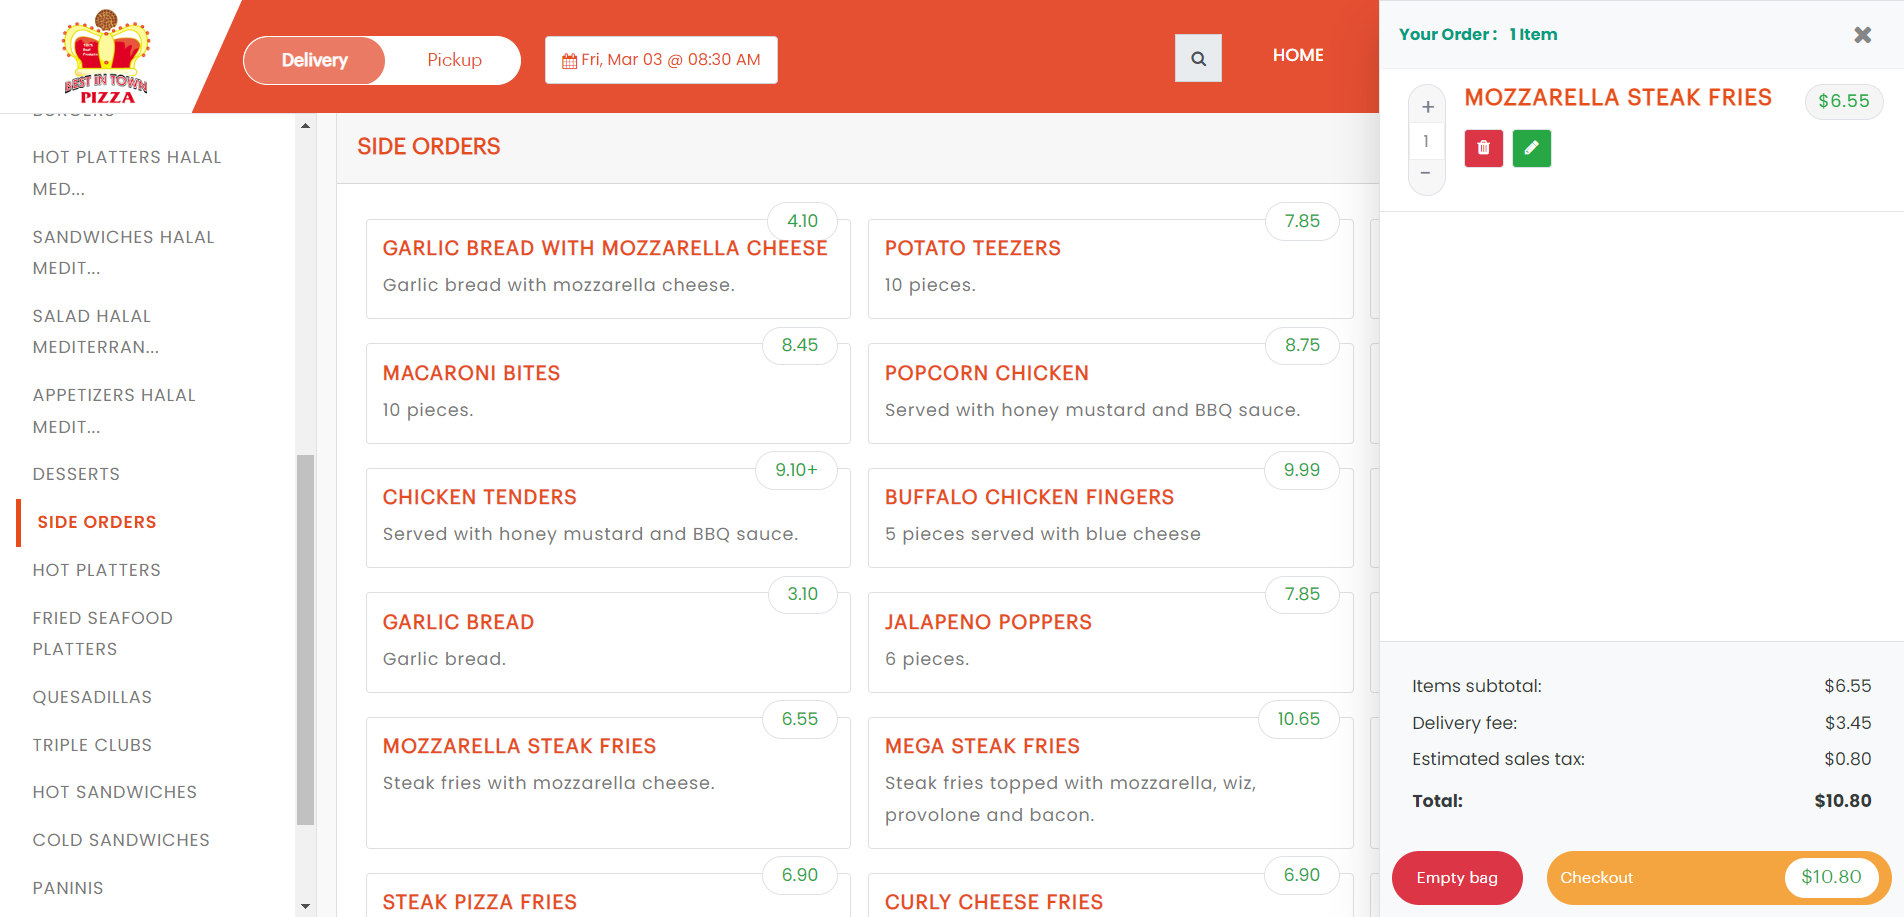 BEST IN TOWN
PIZZA
Delivery
Pickup
Fri, Mar 03 @ 08:30 AM
HOME
BURGERS
HOT PLATTERS HALAL
MED...
SANDWICHES HALAL
MEDIT...
SALAD HALAL
MEDITERRAN...
APPETIZERS HALAL
MEDIT...
DESSERTS
SIDE ORDERS
HOT PLATTERS
FRIED SEAFOOD
PLATTERS
QUESADILLAS
TRIPLE CLUBS
HOT SANDWICHES
COLD SANDWICHES
PANINIS
SIDE ORDERS
4.10
GARLIC BREAD WITH MOZZARELLA CHEESE
Garlic bread with mozzarella cheese.
7.85
POTATO TEEZERS
10 pieces.
8.45
MACARONI BITES
10 pieces.
8.75
POPCORN CHICKEN
Served with honey mustard and BBQ sauce.
9.10+
CHICKEN TENDERS
Served with honey mustard and BBQ sauce.
9.99
BUFFALO CHICKEN FINGERS
5 pieces served with blue cheese
3.10
GARLIC BREAD
Garlic bread.
7.85
JALAPENO POPPERS
6 pieces.
6.55
MOZZARELLA STEAK FRIES
Steak fries with mozzarella cheese.
10.65
MEGA STEAK FRIES
Steak fries topped with mozzarella, wiz,
provolone and bacon.
6.90
STEAK PIZZA FRIES
6.90
CURLY CHEESE FRIES
Your Order : 1 Item
+
1
−
MOZZARELLA STEAK FRIES
$6.55
Items subtotal: $6.55
Delivery fee: $3.45
Estimated sales tax: $0.80
Total: $10.80
Empty bag
Checkout $10.80